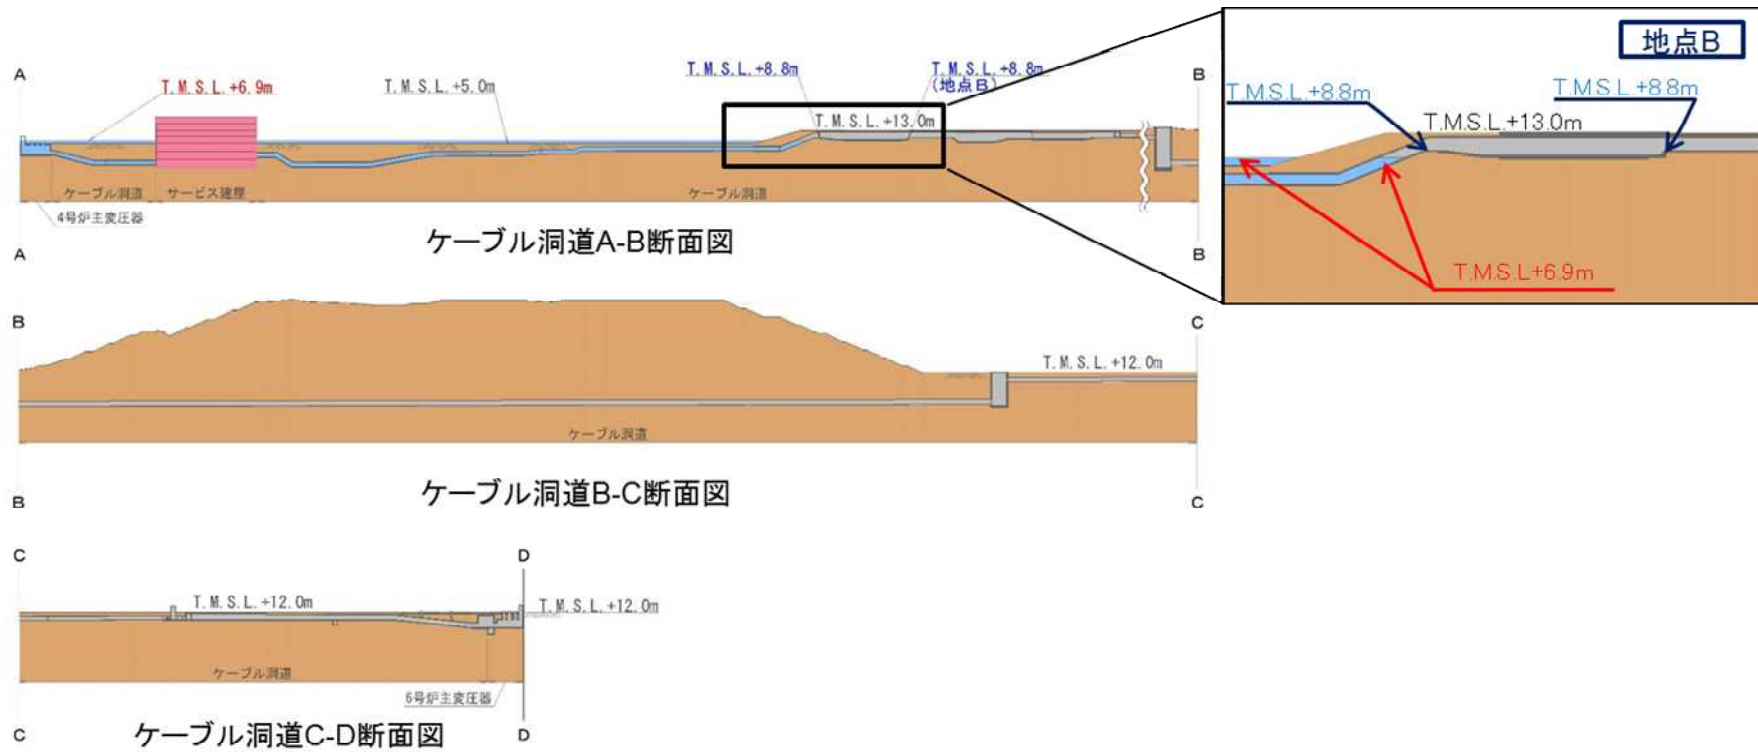 地点B
A
T.M.S.L.+6.9m
T.M.S.L.+5.0m
T.M.S.L.+8.8m
T.M.S.L.+8.8m
(地点B)
B
T.M.S.L.+13.0m
ケーブル洞道
サービス建屋
ケーブル洞道
4号炉主変圧器
A
ケーブル洞道A-B断面図
B
T.M.S.L.+8.8m
T.M.S.L.+8.8m
T.M.S.L.+13.0m
T.M.S.L+6.9m
B
C
T.M.S.L.+12.0m
ケーブル洞道
B
ケーブル洞道B-C断面図
C
C
D
T.M.S.L.+12.0m
T.M.S.L.+12.0m
ケーブル洞道
6号炉主変圧器
C
ケーブル洞道C-D断面図
D